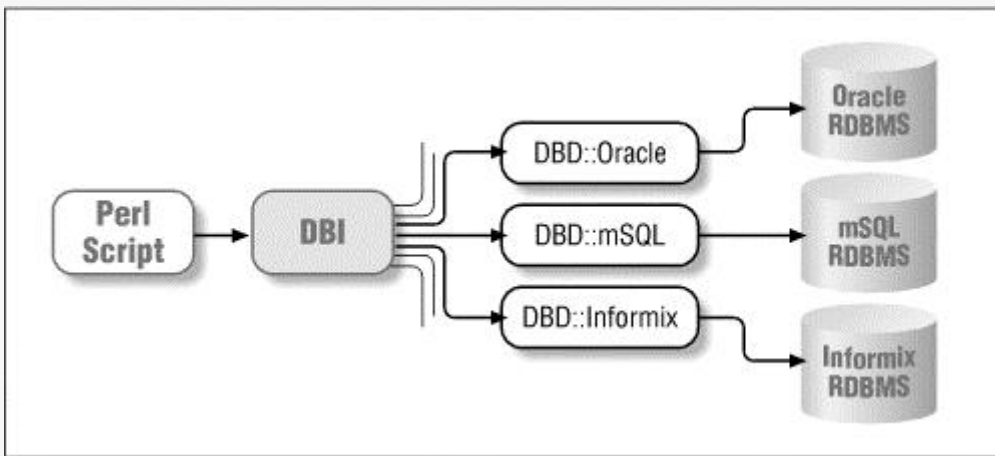 Perl
Script
DBI
DBD::Oracle
DBD::mSQL
DBD::Informix
Oracle
RDBMS
mSQL
RDBMS
Informix
RDBMS